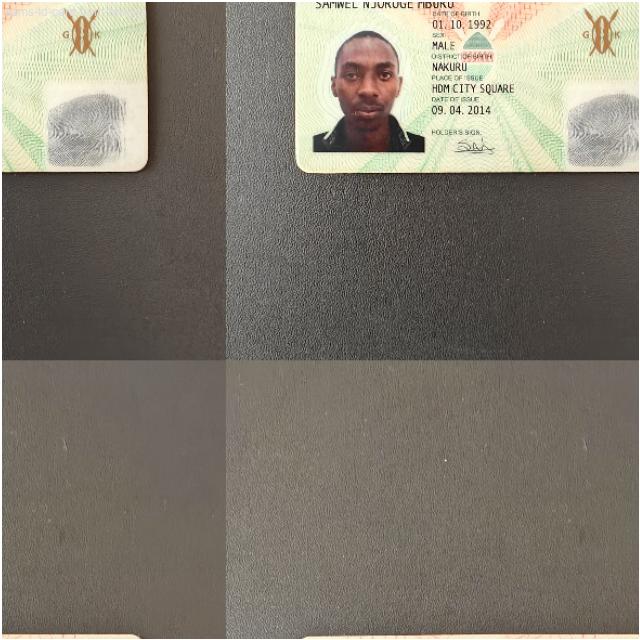 SAMWEL NJOROGE MBURU
DATE OF BIRTH
01. 10. 1992
SEX
MALE
DISTRICT OF BIRTH
NAKURU
PLACE OF ISSUE
HDM CITY SQUARE
DATE OF ISSUE
09. 04. 2014
HOLDER'S SIGN.
G K
G K